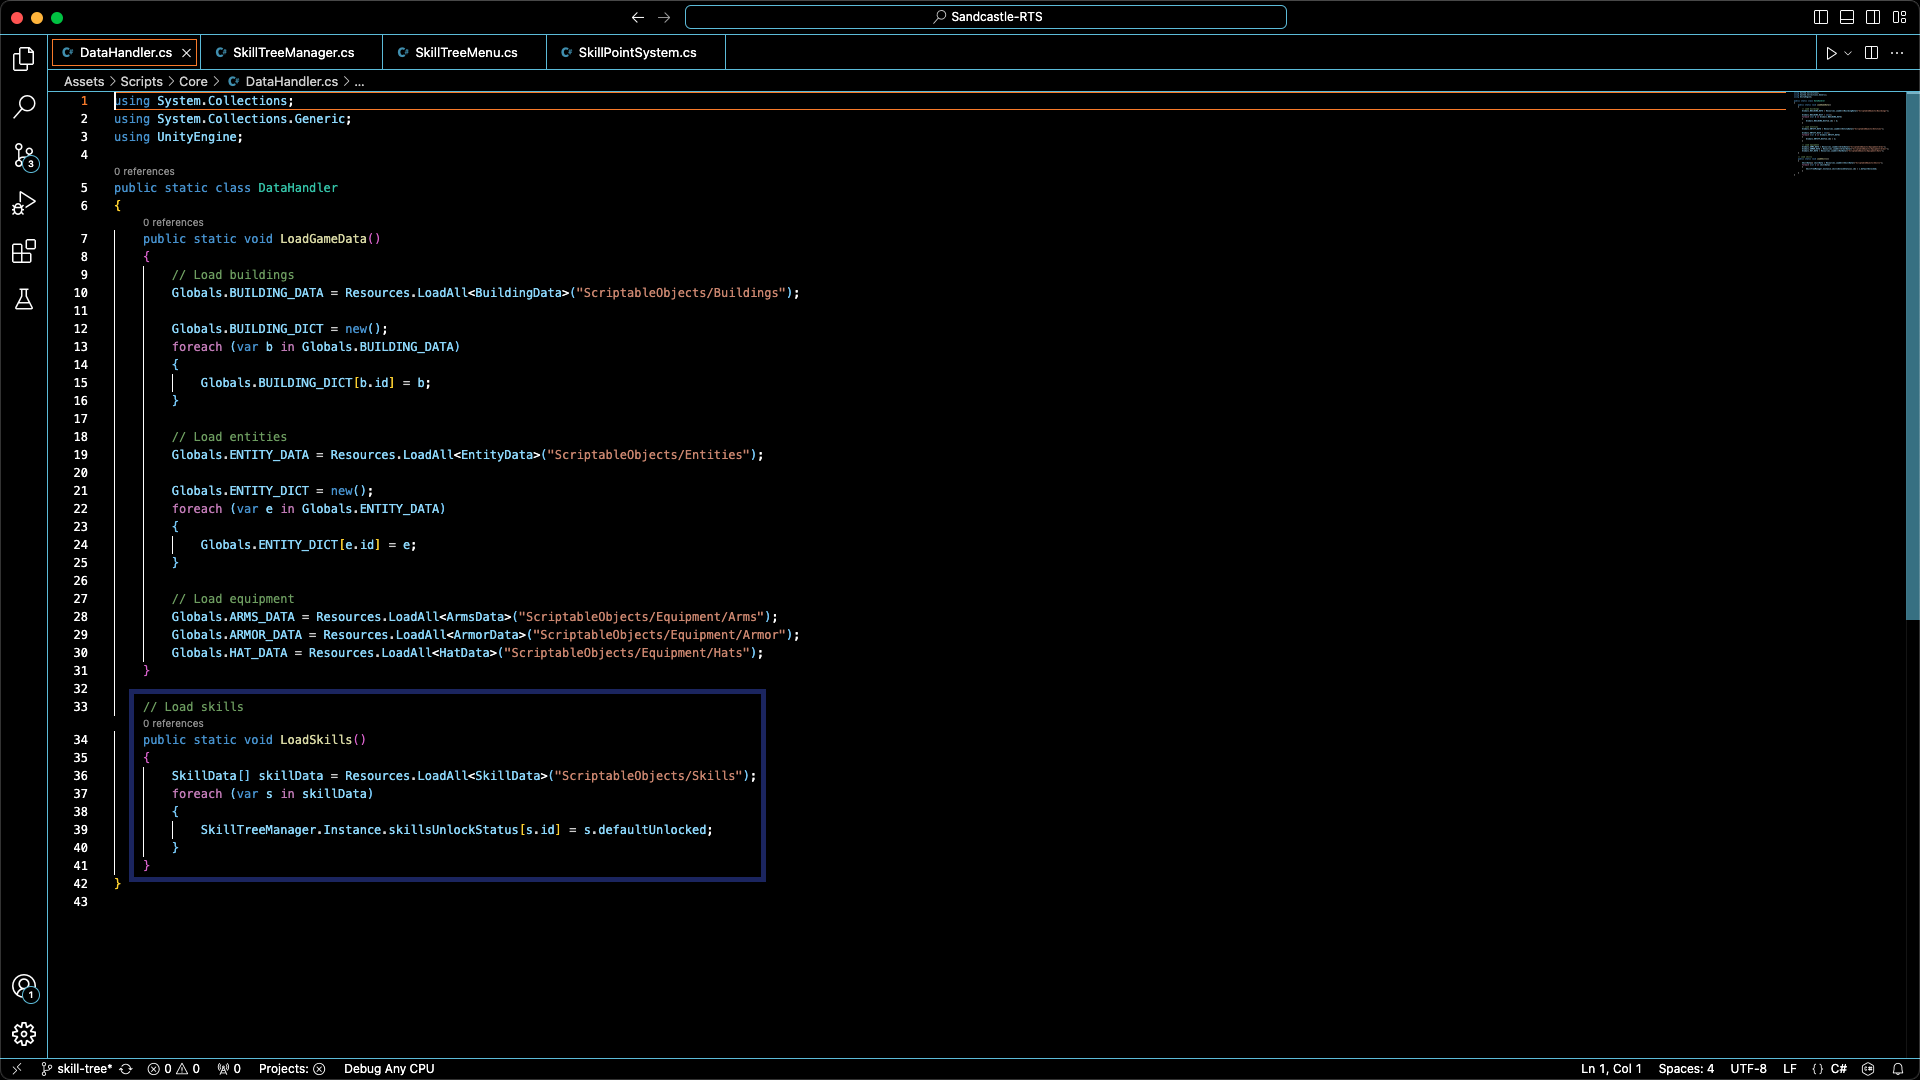 Sandcastle-RTS
DataHandler.cs
SkillTreeManager.cs
SkillTreeMenu.cs
SkillPointSystem.cs
Assets > Scripts > Core > DataHandler.cs > ...
1 using System.Collections;
2 using System.Collections.Generic;
3 using UnityEngine;
4
0 references
5 public static class DataHandler
6 {
0 references
7 public static void LoadGameData()
8 {
9 // Load buildings
10 Globals.BUILDING_DATA = Resources.LoadAll<BuildingData>("ScriptableObjects/Buildings");
11
12 Globals.BUILDING_DICT = new();
13 foreach (var b in Globals.BUILDING_DATA)
14 {
15 Globals.BUILDING_DICT[b.id] = b;
16 }
17
18 // Load entities
19 Globals.ENTITY_DATA = Resources.LoadAll<EntityData>("ScriptableObjects/Entities");
20
21 Globals.ENTITY_DICT = new();
22 foreach (var e in Globals.ENTITY_DATA)
23 {
24 Globals.ENTITY_DICT[e.id] = e;
25 }
26
27 // Load equipment
28 Globals.ARMS_DATA = Resources.LoadAll<ArmsData>("ScriptableObjects/Equipment/Arms");
29 Globals.ARMOR_DATA = Resources.LoadAll<ArmorData>("ScriptableObjects/Equipment/Armor");
30 Globals.HAT_DATA = Resources.LoadAll<HatData>("ScriptableObjects/Equipment/Hats");
31 }
32
33 // Load skills
0 references
34 public static void LoadSkills()
35 {
36 SkillData[] skillData = Resources.LoadAll<SkillData>("ScriptableObjects/Skills");
37 foreach (var s in skillData)
38 {
39 SkillTreeManager.Instance.skillsUnlockStatus[s.id] = s.defaultUnlocked;
40 }
41 }
42 }
43
3
1
skill-tree* 0 0 0 Projects: Debug Any CPU Ln 1, Col 1 Spaces: 4 UTF-8 LF {} C#